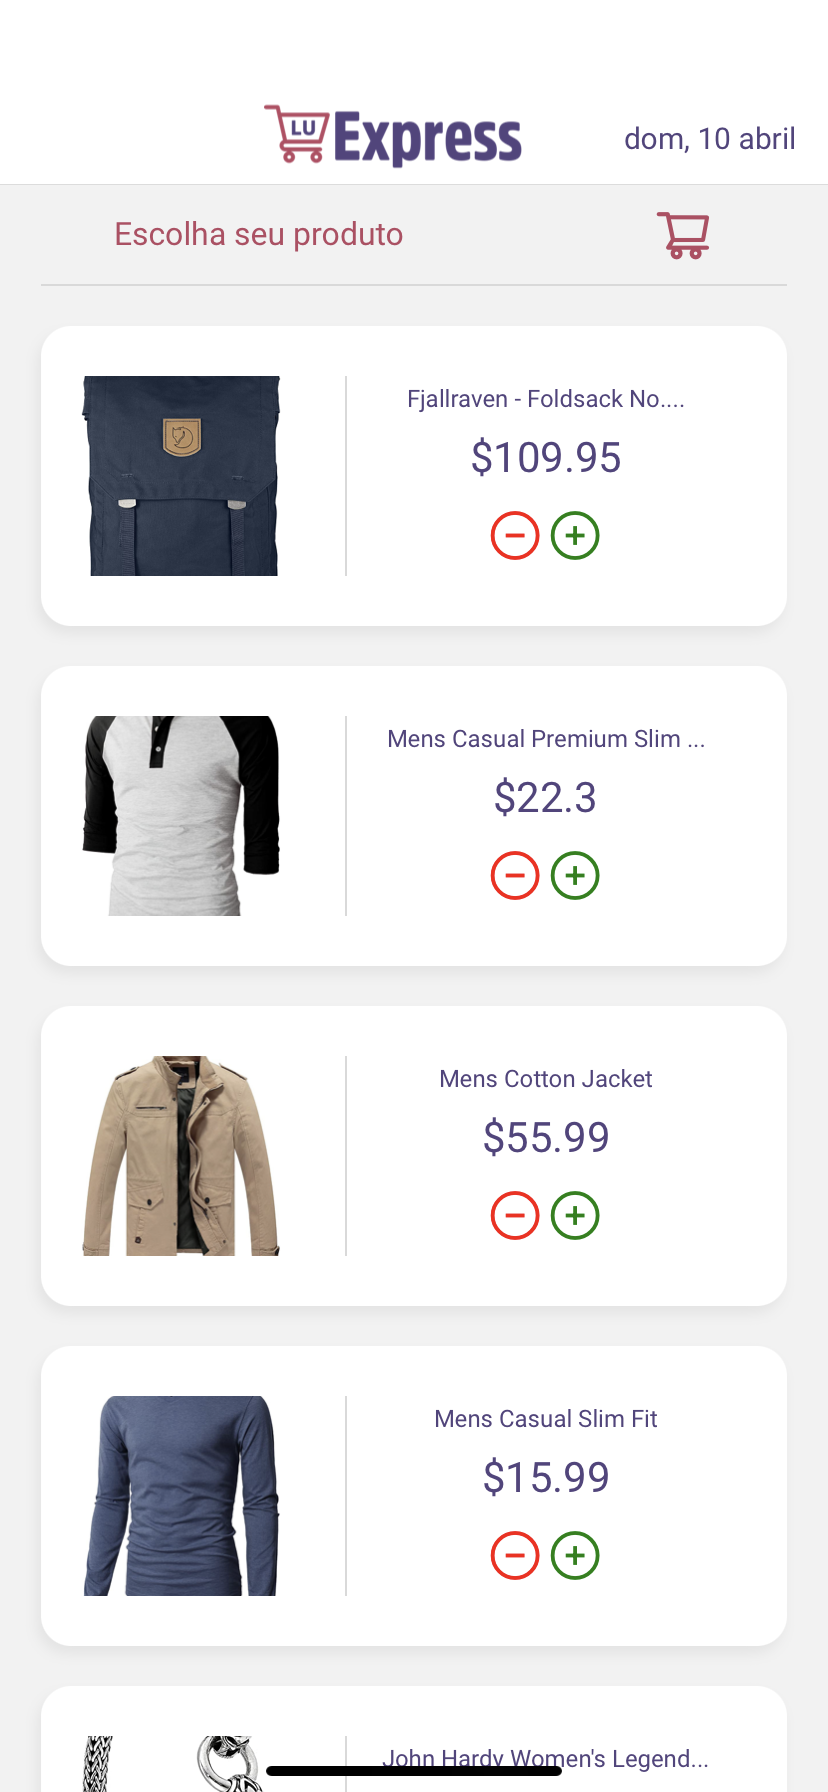 LU Express
dom, 10 abril
Escolha seu produto
Fjallraven - Foldsack No....
$109.95
Mens Casual Premium Slim ...
$22.3
Mens Cotton Jacket
$55.99
Mens Casual Slim Fit
$15.99
John Hardy Women's Legend...